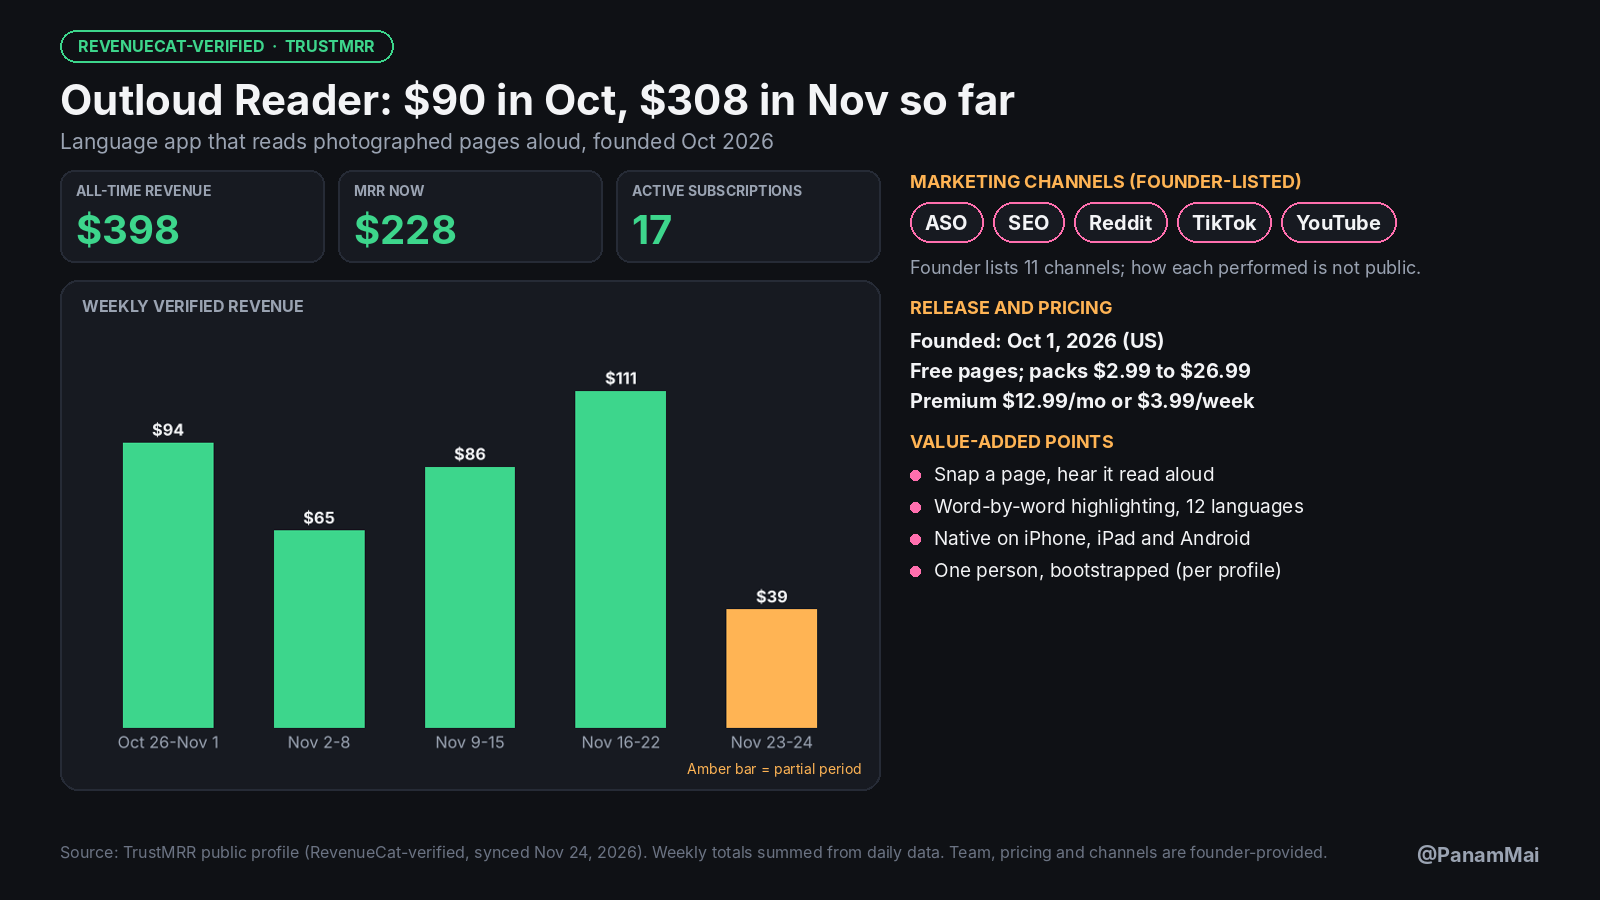 REVENUECAT-VERIFIED · TRUSTMRR
Outloud Reader: $90 in Oct, $308 in Nov so far
Language app that reads photographed pages aloud, founded Oct 2026
ALL-TIME REVENUE
$398
MRR NOW
$228
ACTIVE SUBSCRIPTIONS
17
WEEKLY VERIFIED REVENUE
$94
$65
$86
$111
$39
Oct 26-Nov 1
Nov 2-8
Nov 9-15
Nov 16-22
Nov 23-24
Amber bar = partial period
MARKETING CHANNELS (FOUNDER-LISTED)
ASO
SEO
Reddit
TikTok
YouTube
Founder lists 11 channels; how each performed is not public.
RELEASE AND PRICING
Founded: Oct 1, 2026 (US)
Free pages; packs $2.99 to $26.99
Premium $12.99/mo or $3.99/week
VALUE-ADDED POINTS
Snap a page, hear it read aloud
Word-by-word highlighting, 12 languages
Native on iPhone, iPad and Android
One person, bootstrapped (per profile)
Source: TrustMRR public profile (RevenueCat-verified, synced Nov 24, 2026). Weekly totals summed from daily data. Team, pricing and channels are founder-provided.
@PanamMai